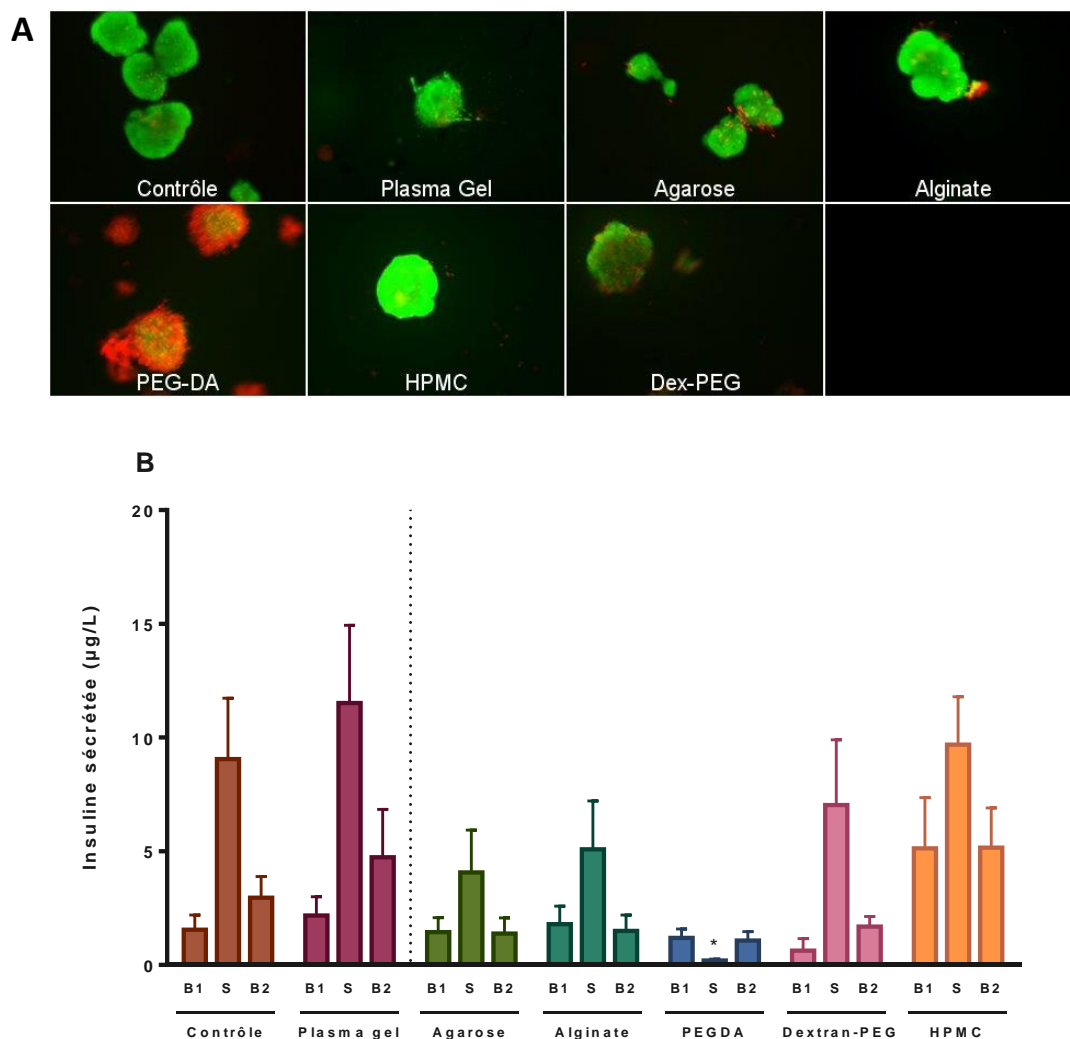 A
Contrôle Plasma Gel Agarose Alginate
PEG-DA HPMC Dex-PEG
B
Insuline sécrétée (µg/L)
20
15
10
5
0
*
B1 S B2 B1 S B2 B1 S B2 B1 S B2 B1 S B2 B1 S B2 B1 S B2
Contrôle Plasma gel Agarose Alginate PEGDA Dextran-PEG HPMC